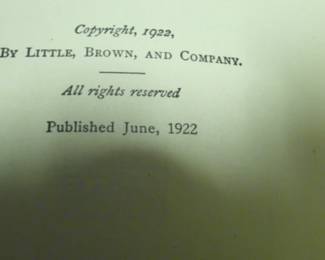 Copyright, 1922,
BY LITTLE, BROWN, AND COMPANY.
All rights reserved
Published June, 1922